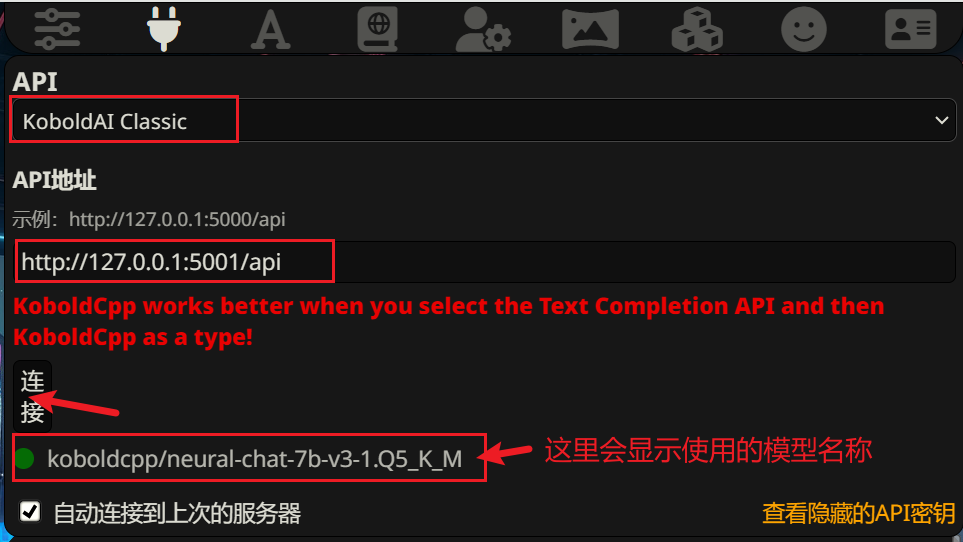 API
KoboldAI Classic
API地址
示例：http://127.0.0.1:5000/api
http://127.0.0.1:5001/api
KoboldCpp works better when you select the Text Completion API and then
KoboldCpp as a type!
连
接
koboldcpp/neural-chat-7b-v3-1.Q5_K_M
这里会显示使用的模型名称
自动连接到上次的服务器
查看隐藏的API密钥